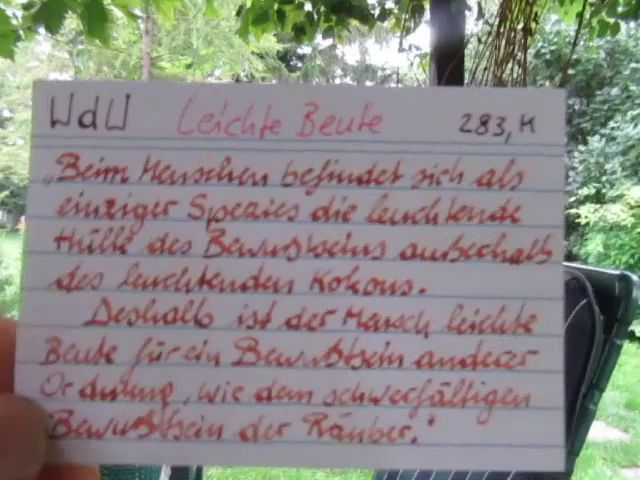 WdU Leichte Beute 283, M
„Beim Menschen befindet sich als
einziger Spezies die leuchtende
Hülle des Bewußtseins außerhalb
des leuchtenden Kokons.
Deshalb ist der Mensch leichte
Beute für ein Bewußtsein anderer
Ordnung, wie dem schwerfälligen
Bewußtsein der Räuber."